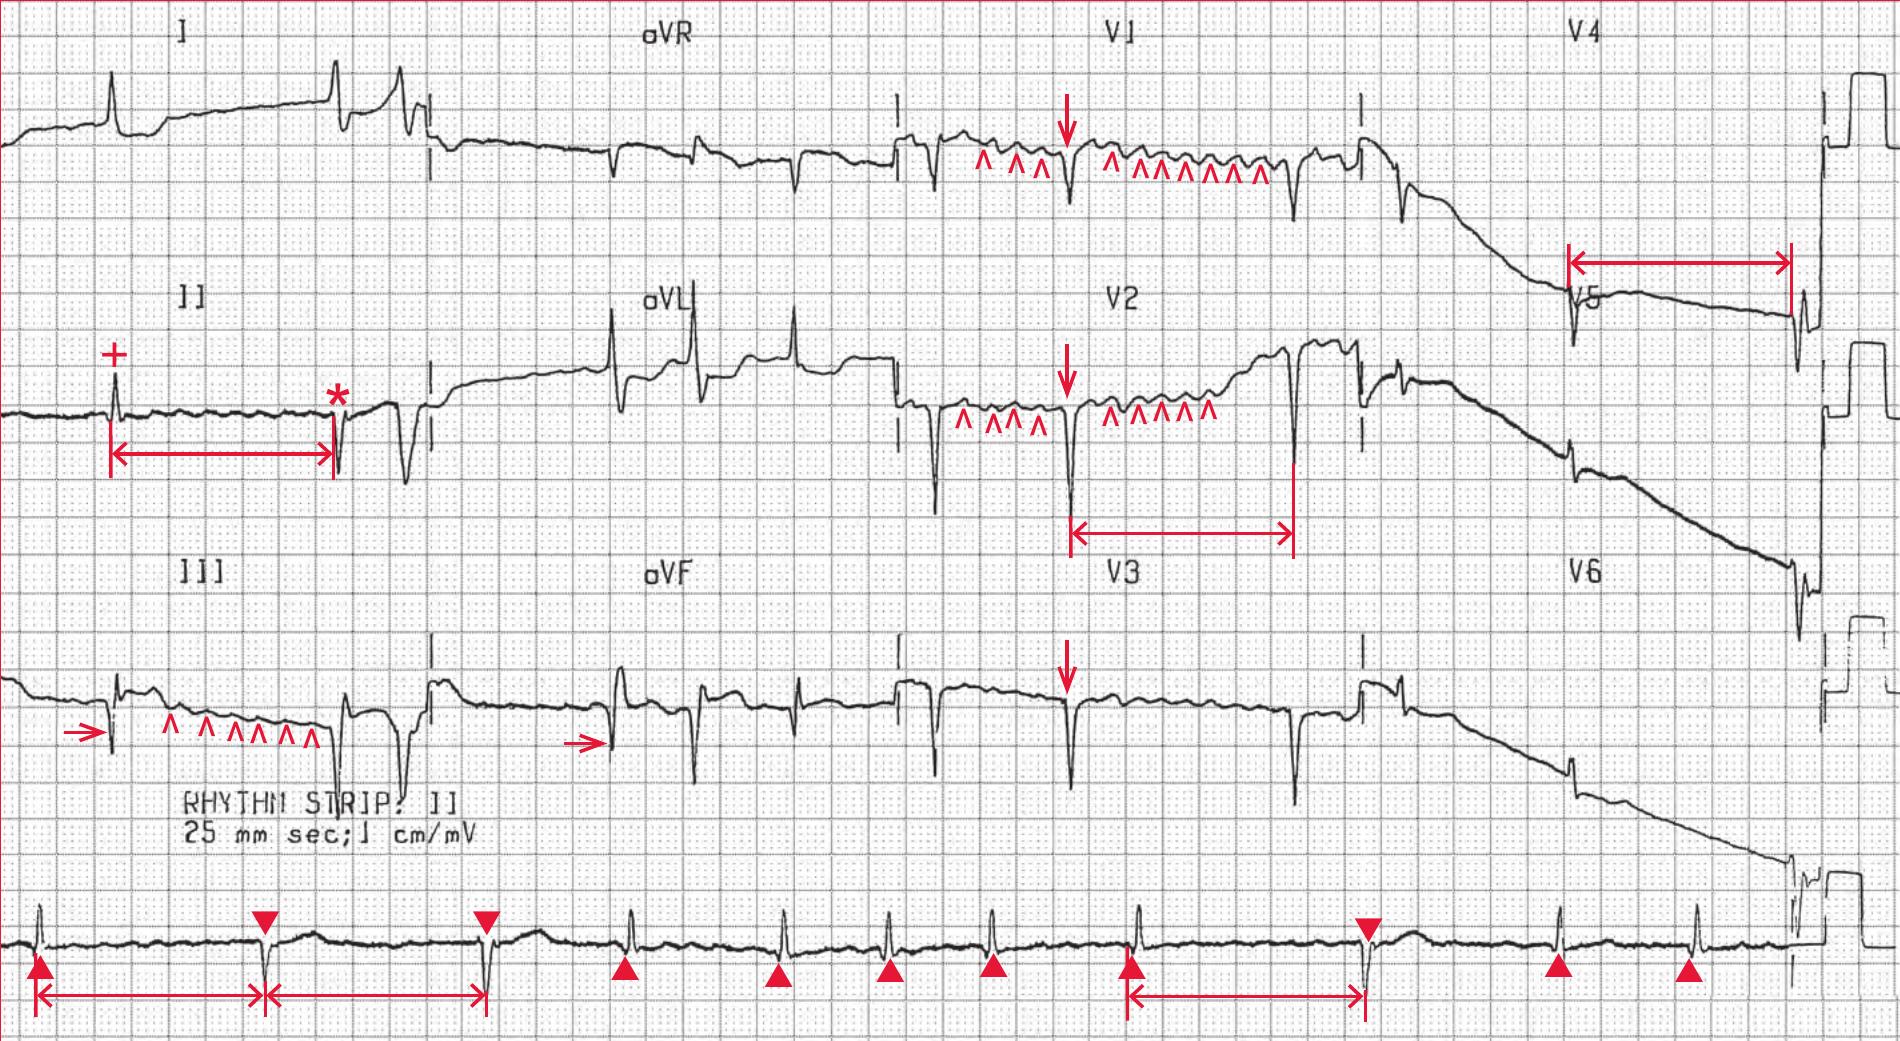 I aVR V1 V4
II aVL V2 V5
III aVF V3 V6
RHYTHM STRIP: II
25 mm sec;1 cm/mV